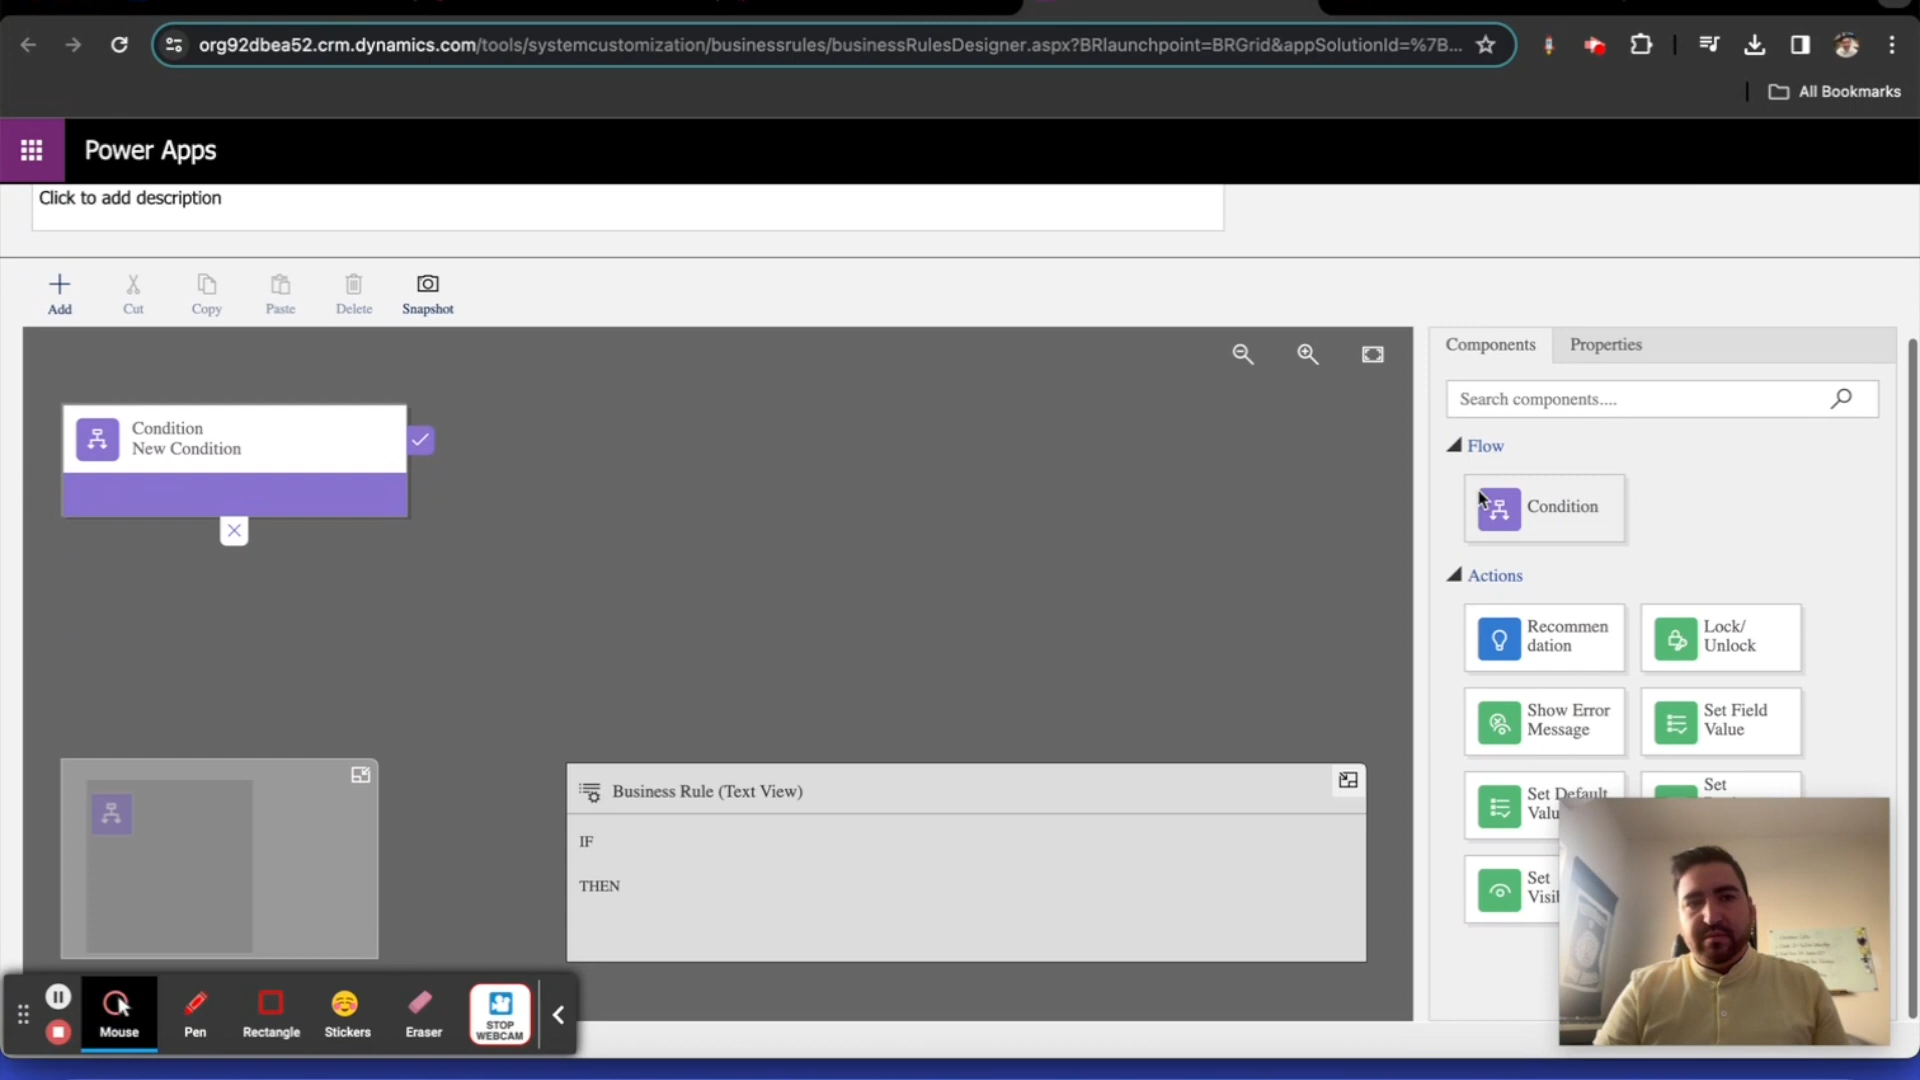 org92dbea52.crm.dynamics.com/tools/systemcustomization/businessrules/businessRulesDesigner.aspx?BRlaunchpoint=BRGrid&appSolutionId=%7B...
All Bookmarks
Power Apps
Click to add description
Add
Cut
Copy
Paste
Delete
Snapshot
Components
Properties
Search components....
Condition
New Condition
Flow
Condition
Actions
Recommen
dation
Lock/
Unlock
Show Error
Message
Set Field
Value
Set Default
Valu
Set
Set
Visi
Business Rule (Text View)
IF
THEN
Mouse
Pen
Rectangle
Stickers
Eraser
STOP
WEBCAM